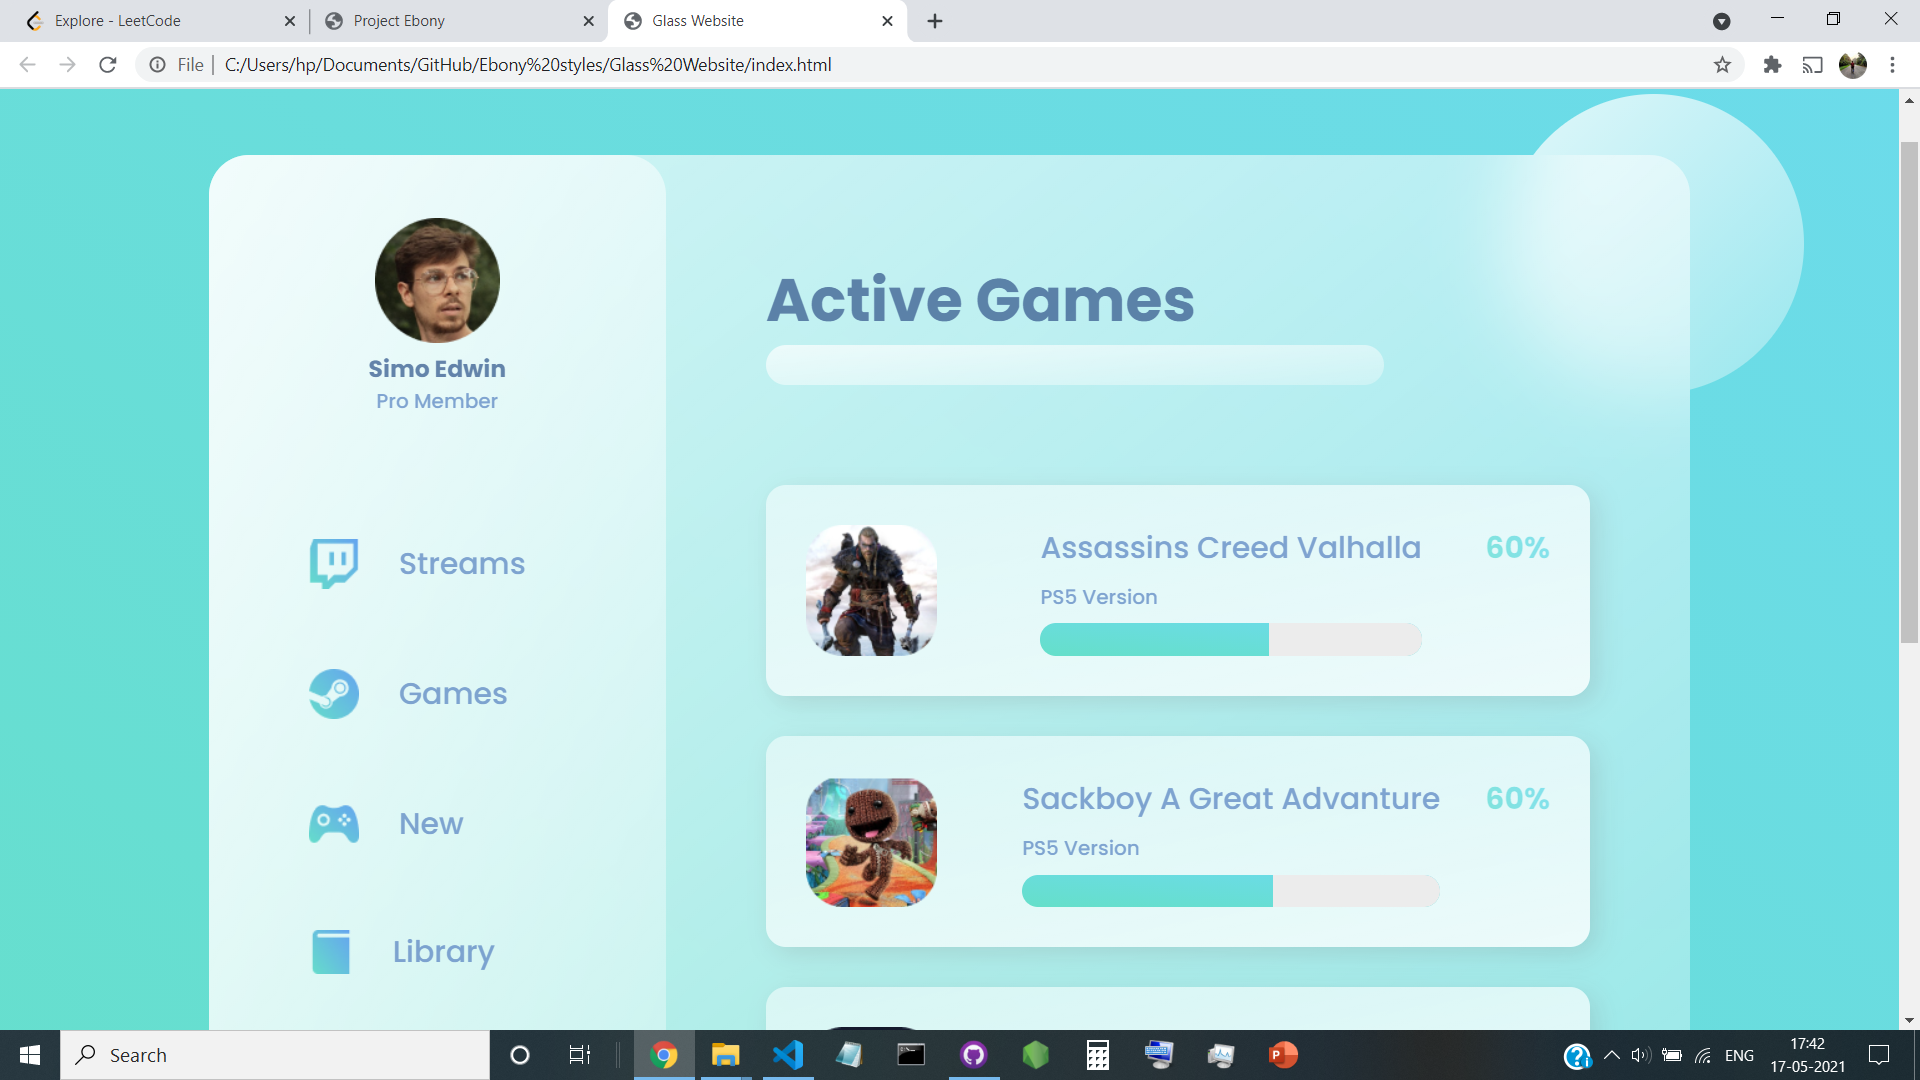 Explore - LeetCode
Project Ebony
Glass Website
File
C:/Users/hp/Documents/GitHub/Ebony%20styles/Glass%20Website/index.html
Simo Edwin
Pro Member
Streams
Games
New
Library
Active Games
Assassins Creed Valhalla
60%
PS5 Version
Sackboy A Great Advanture
60%
PS5 Version
Search
ENG
17:42
17-05-2021